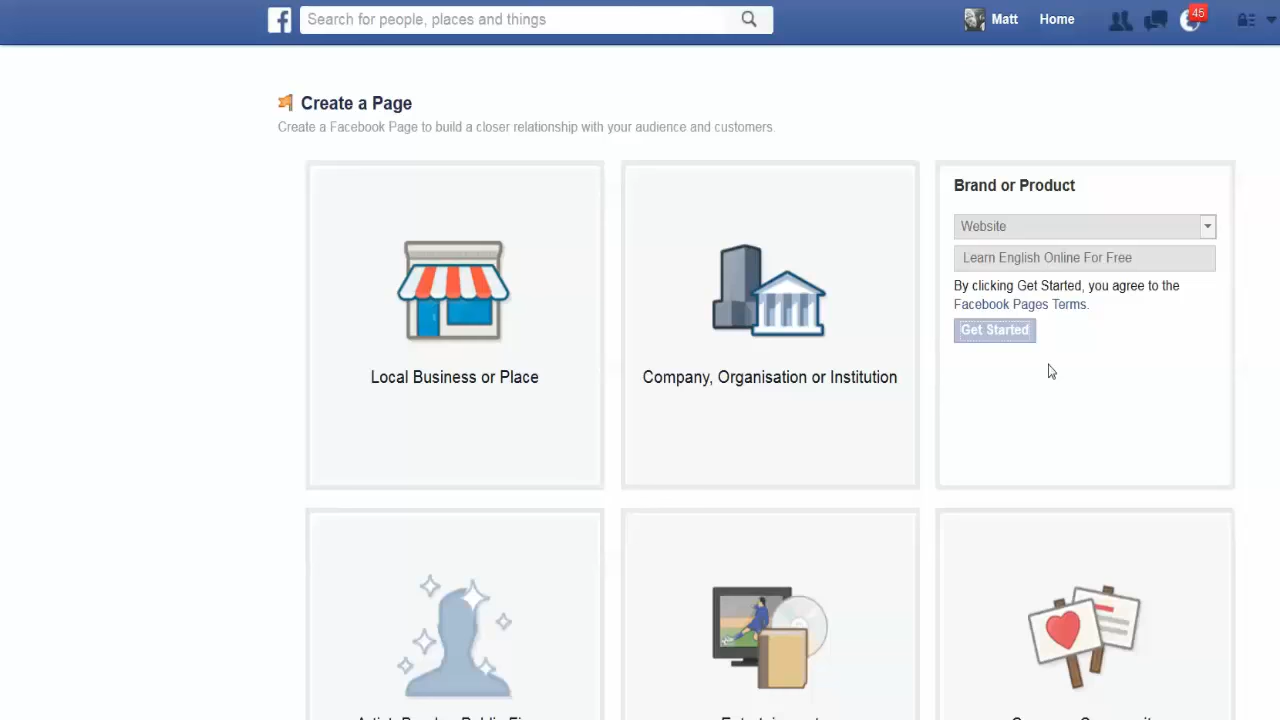 Search for people, places and things
Matt
Home
45
Create a Page
Create a Facebook Page to build a closer relationship with your audience and customers.
Local Business or Place
Company, Organisation or Institution
Brand or Product
Website
Learn English Online For Free
By clicking Get Started, you agree to the
Facebook Pages Terms.
Get Started